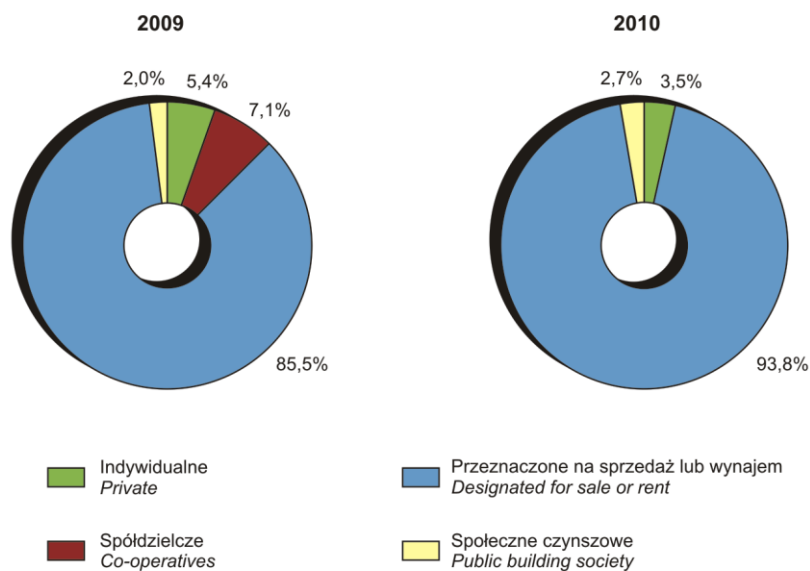 2009
2,0%
5,4%
7,1%
85,5%
2010
2,7%
3,5%
93,8%
Indywidualne
Private
Przeznaczone na sprzedaż lub wynajem
Designated for sale or rent
Spółdzielcze
Co-operatives
Społeczne czynszowe
Public building society